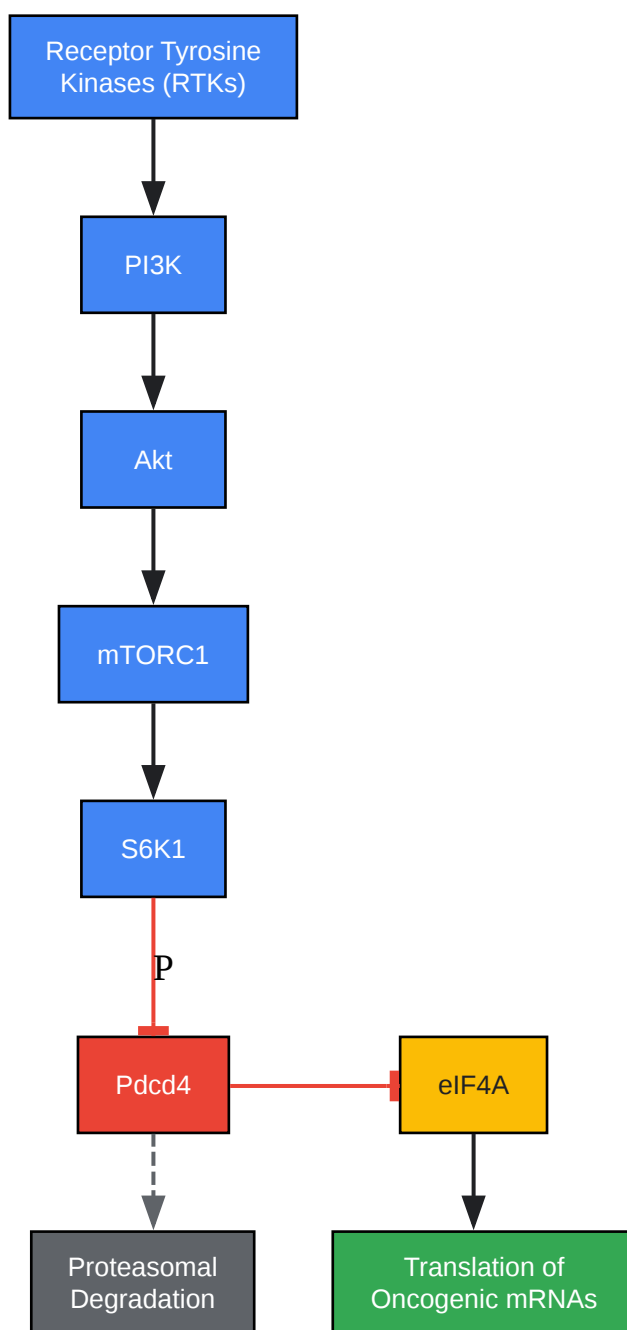 Receptor Tyrosine
Kinases (RTKs)
PI3K
Akt
mTORC1
S6K1
P
Pdcd4
eIF4A
Proteasomal
Degradation
Translation of
Oncogenic mRNAs